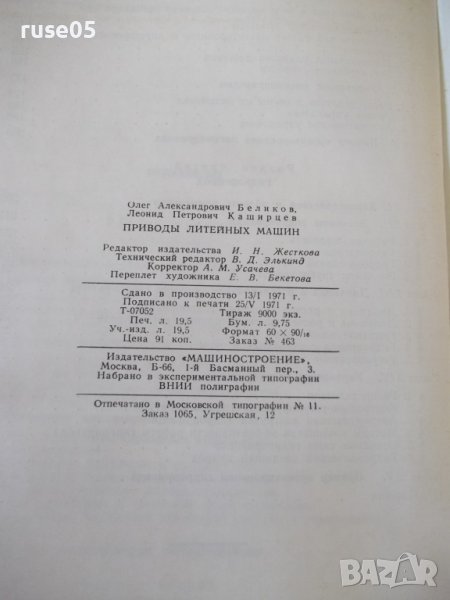 ruse05
Олег Александрович Беликов,
Леонид Петрович Каширцев
ПРИВОДЫ ЛИТЕЙНЫХ МАШИН
Редактор издательства И. Н. Жесткова
Технический редактор В. Д. Элькинд
Корректор А. М. Усачева
Переплет художника Е. В. Бекетова
Сдано в производство 13/I 1971 г.
Подписано к печати 25/V 1971 г.
Т-07052 Тираж 9000 экз.
Печ. л. 19,5 Бум. л. 9,75
Уч.-изд. л. 19,5 Формат 60 × 90/16
Цена 91 коп. Заказ № 463
Издательство «МАШИНОСТРОЕНИЕ»,
Москва, Б-66, 1-й Басманный пер., 3.
Набрано в экспериментальной типографии
ВНИИ полиграфии
Отпечатано в Московской типографии № 11.
Заказ 1065, Угрешская, 12
BAZAR